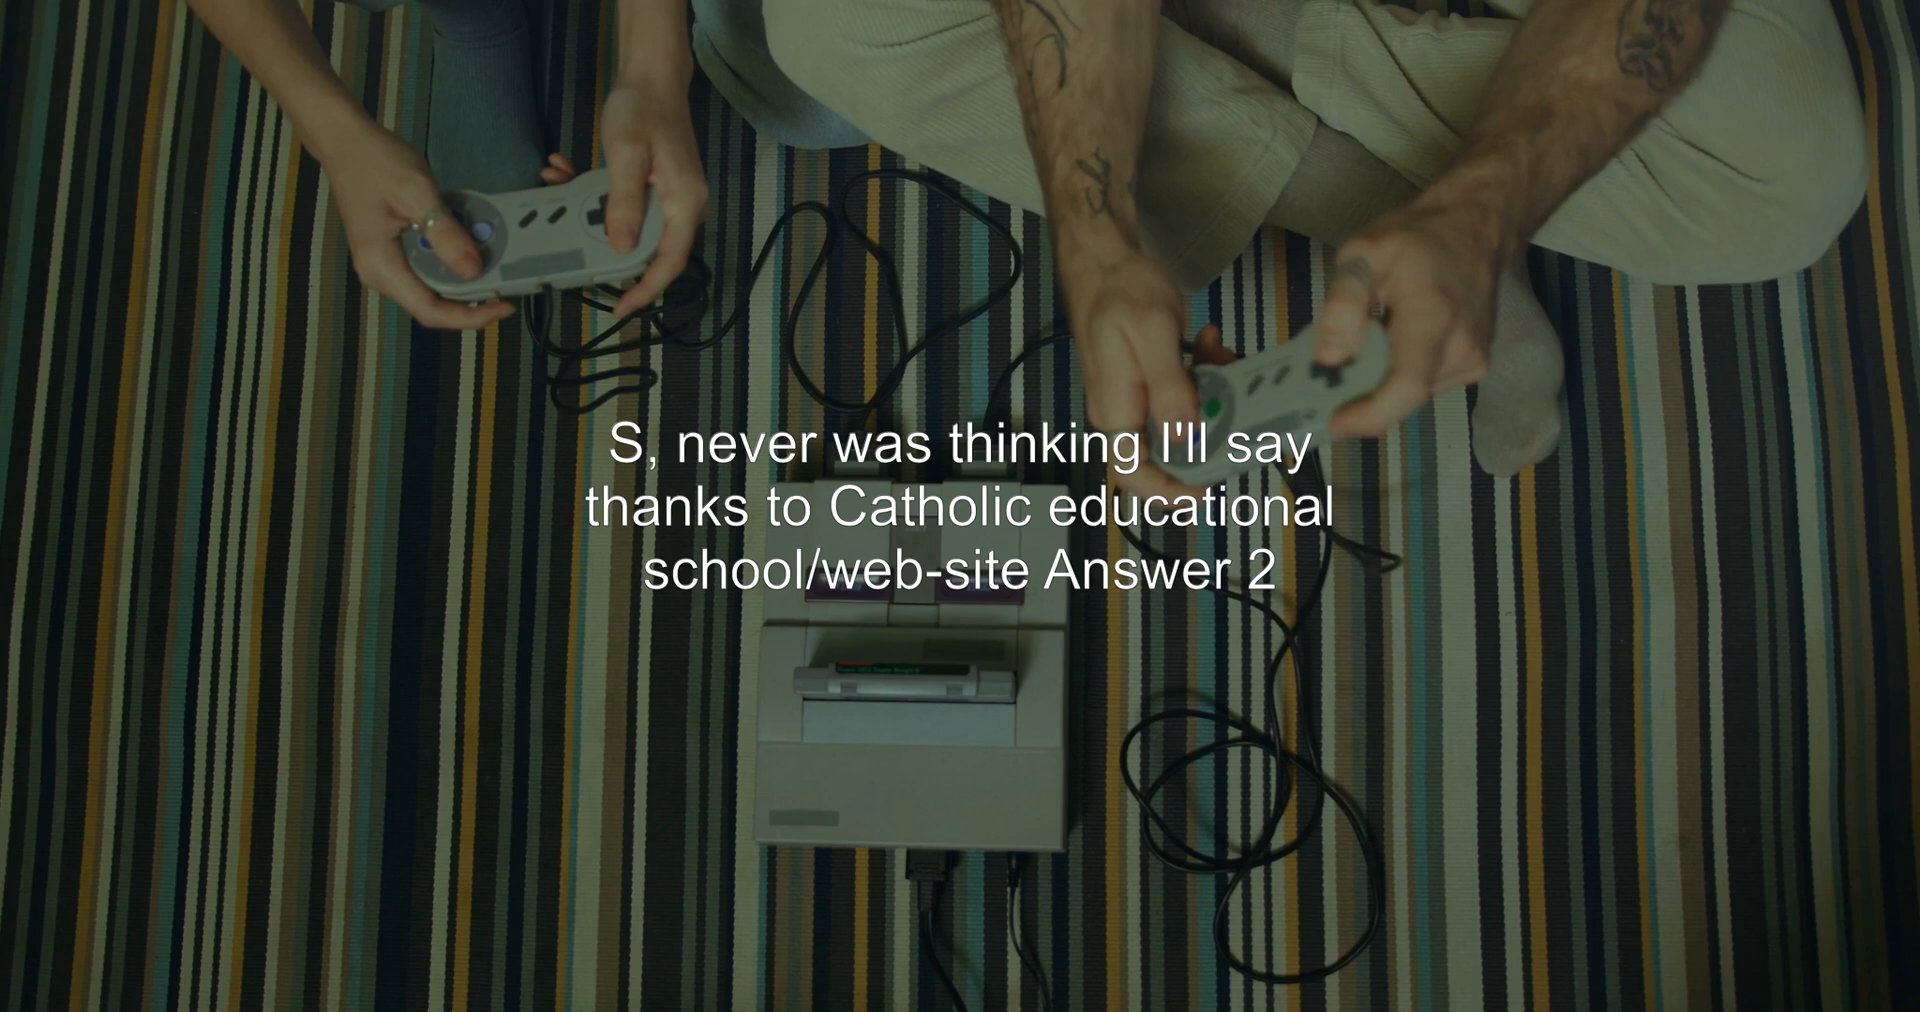 S, never was thinking I'll say
thanks to Catholic educational
school/web-site Answer 2